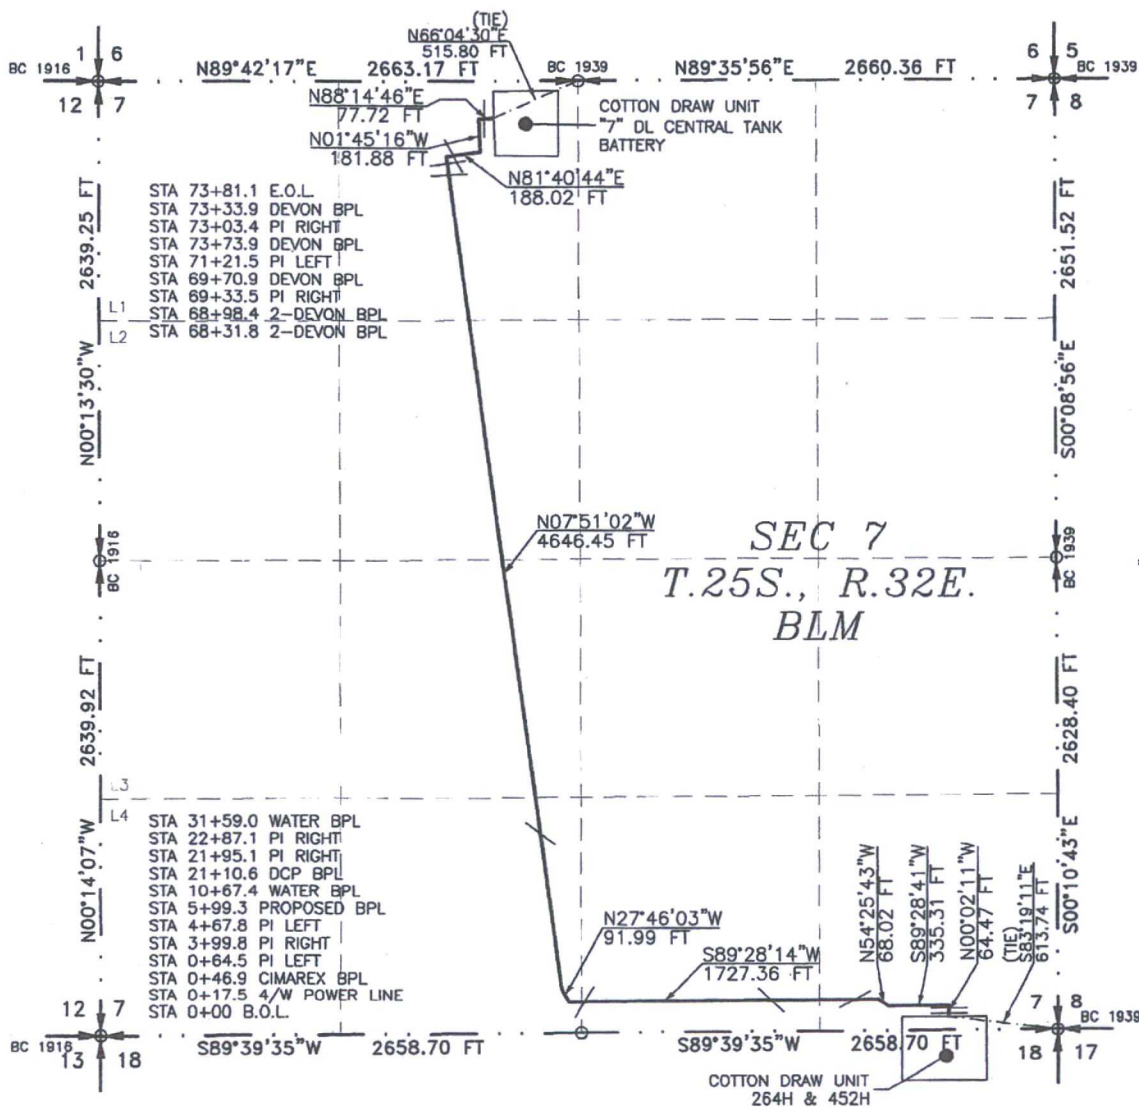 (TIE)
N66°04'30"E
515.80 FT
1 6
BC 1916
12 7
N89°42'17"E 2663.17 FT
BC 1939
N89°35'56"E 2660.36 FT
6 5
BC 1939
7 8
N88°14'46"E
77.72 FT
N01°45'16"W
181.88 FT
COTTON DRAW UNIT
"7" DL CENTRAL TANK
BATTERY
N81°40'44"E
188.02 FT
STA 73+81.1 E.O.L.
STA 73+33.9 DEVON BPL
STA 73+03.4 PI RIGHT
STA 73+73.9 DEVON BPL
STA 71+21.5 PI LEFT
STA 69+70.9 DEVON BPL
STA 69+33.5 PI RIGHT
STA 68+98.4 2-DEVON BPL
STA 68+31.8 2-DEVON BPL
L1
L2
N00°13'30"W 2639.25 FT
S00°08'56"E 2651.52 FT
N07°51'02"W
4646.45 FT
SEC 7
T.25S., R.32E.
BLM
BC 1916
BC 1939
N00°14'07"W 2639.92 FT
S00°10'43"E 2628.40 FT
L3
L4
STA 31+59.0 WATER BPL
STA 22+87.1 PI RIGHT
STA 21+95.1 PI RIGHT
STA 21+10.6 DCP BPL
STA 10+67.4 WATER BPL
STA 5+99.3 PROPOSED BPL
STA 4+67.8 PI LEFT
STA 3+99.8 PI RIGHT
STA 0+64.5 PI LEFT
STA 0+46.9 CIMAREX BPL
STA 0+17.5 4/W POWER LINE
STA 0+00 B.O.L.
N27°46'03"W
91.99 FT
S89°28'14"W
1727.36 FT
N54°25'43"W
68.02 FT
S89°28'41"W
335.31 FT
N00°02'11"W
64.47 FT
(TIE)
S83°19'11"E
613.74 FT
12 7
BC 1916
13 18
S89°39'35"W 2658.70 FT
S89°39'35"W 2658.70 FT
7 8
BC 1939
18 17
COTTON DRAW UNIT
264H & 452H